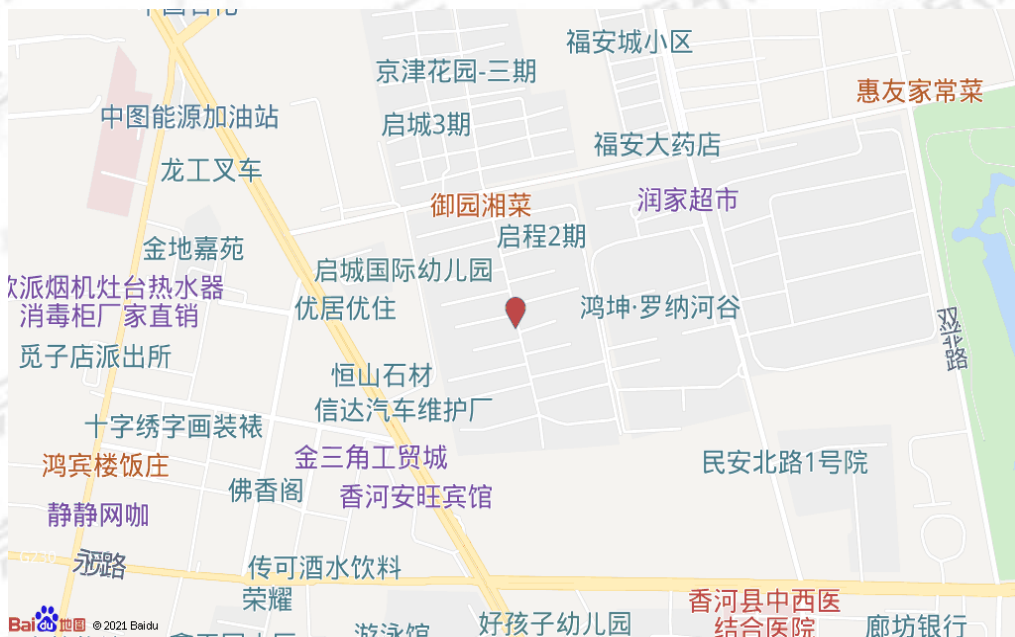 福安城小区
京津花园-三期
惠友家常菜
中图能源加油站
启城3期
福安大药店
龙工叉车
润家超市
御园湘菜
启程2期
金地嘉苑
启城国际幼儿园
欧派烟机灶台热水器
消毒柜厂家直销
优居优住
鸿坤·罗纳河谷
双兴北路
觅子店派出所
恒山石材
信达汽车维护厂
十字绣字画装裱
金三角工贸城
鸿宾楼饭庄
民安北路1号院
佛香阁
香河安旺宾馆
静静网咖
G230
传可酒水饮料
荣耀
香河县中西医
结合医院
好孩子幼儿园
廊坊银行
游泳馆
Bai du 地图 © 2021 Baidu